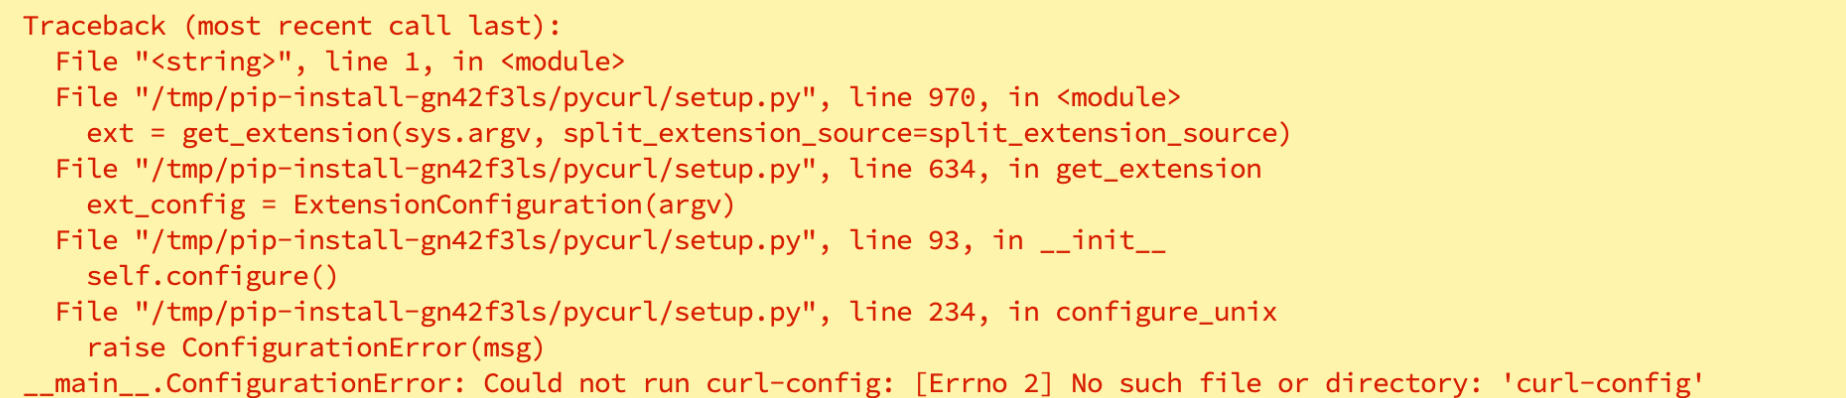 Traceback (most recent call last):
  File "<string>", line 1, in <module>
  File "/tmp/pip-install-gn42f3ls/pycurl/setup.py", line 970, in <module>
    ext = get_extension(sys.argv, split_extension_source=split_extension_source)
  File "/tmp/pip-install-gn42f3ls/pycurl/setup.py", line 634, in get_extension
    ext_config = ExtensionConfiguration(argv)
  File "/tmp/pip-install-gn42f3ls/pycurl/setup.py", line 93, in __init__
    self.configure()
  File "/tmp/pip-install-gn42f3ls/pycurl/setup.py", line 234, in configure_unix
    raise ConfigurationError(msg)
__main__.ConfigurationError: Could not run curl-config: [Errno 2] No such file or directory: 'curl-config'